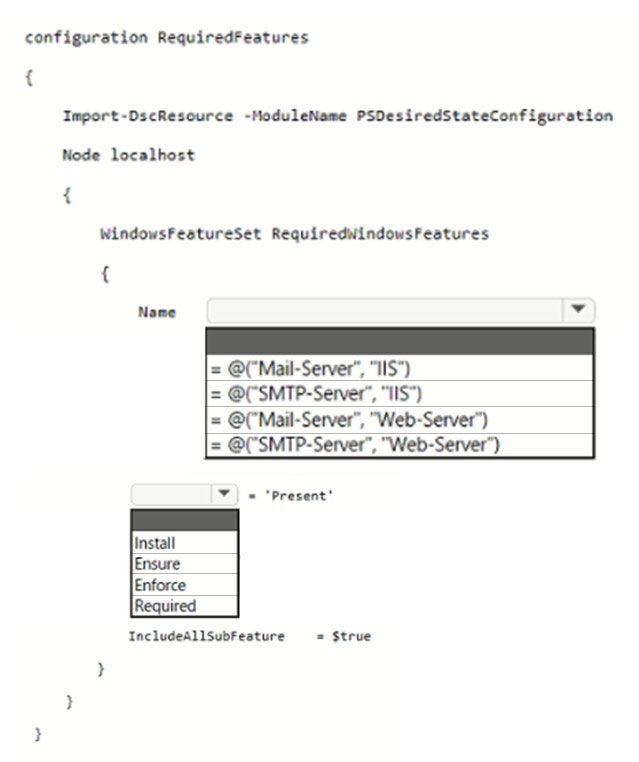 configuration RequiredFeatures
{
Import-DscResource -ModuleName PSDesiredStateConfiguration
Node localhost
{
WindowsFeatureSet RequiredWindowsFeatures
{
Name
= @("Mail-Server", "IIS")
= @("SMTP-Server", "IIS")
= @("Mail-Server", "Web-Server")
= @("SMTP-Server", "Web-Server")
= 'Present'
Install
Ensure
Enforce
Required
IncludeAllSubFeature = $true
}
}
}